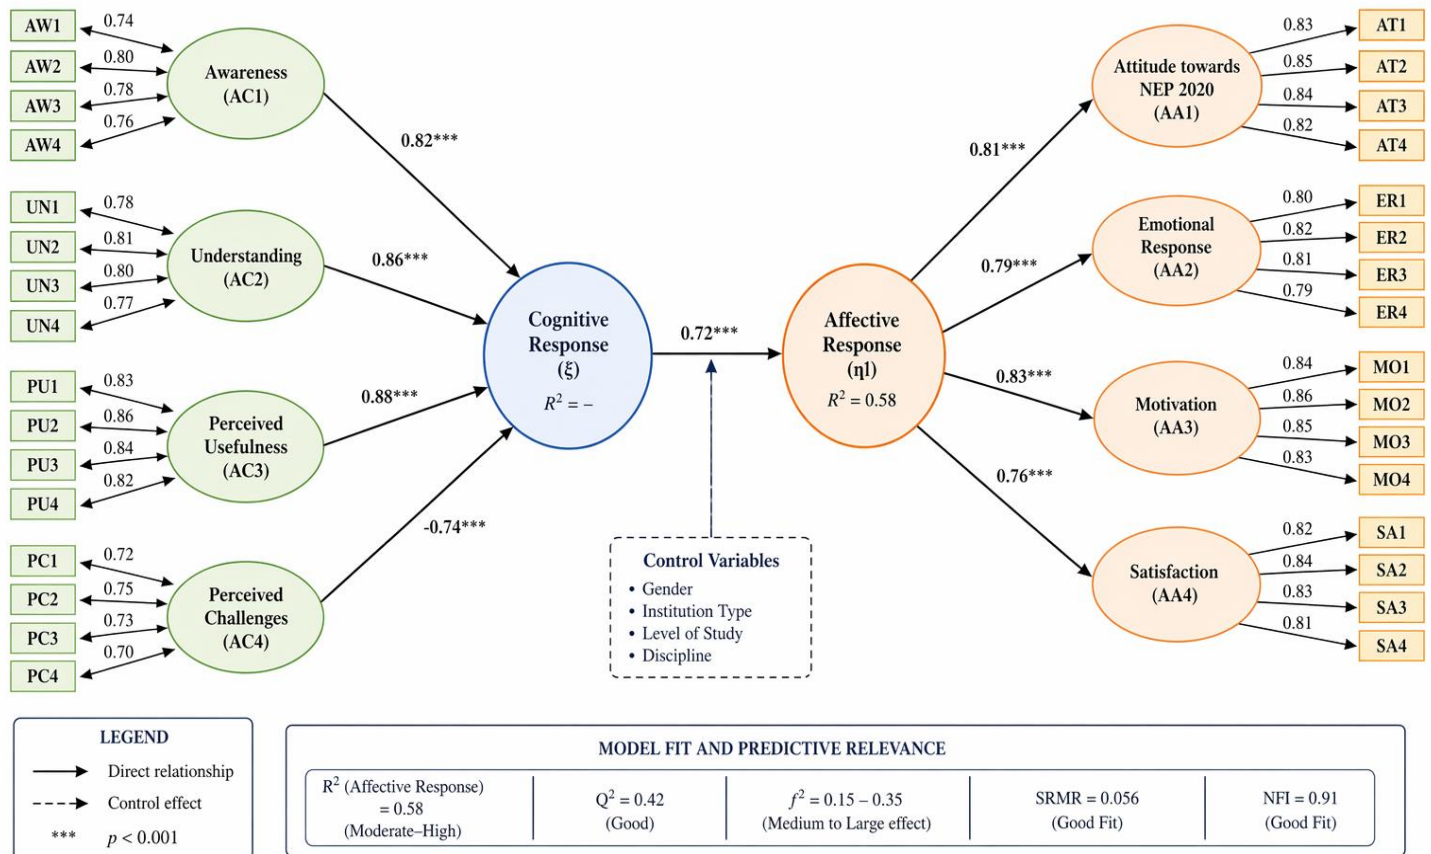 AW1
0.74
AW2
0.80
AW3
0.78
AW4
0.76
Awareness
(AC1)
0.82***
UN1
0.78
UN2
0.81
UN3
0.80
UN4
0.77
Understanding
(AC2)
0.86***
PU1
0.83
PU2
0.86
PU3
0.84
PU4
0.82
Perceived
Usefulness
(AC3)
0.88***
PC1
0.72
PC2
0.75
PC3
0.73
PC4
0.70
Perceived
Challenges
(AC4)
-0.74***
Cognitive
Response
(ξ)
R² = –
0.72***
Affective
Response
(η1)
R² = 0.58
Control Variables
• Gender
• Institution Type
• Level of Study
• Discipline
0.81***
Attitude towards
NEP 2020
(AA1)
0.83
AT1
0.85
AT2
0.84
AT3
0.82
AT4
0.79***
Emotional
Response
(AA2)
0.80
ER1
0.82
ER2
0.81
ER3
0.79
ER4
0.83***
Motivation
(AA3)
0.84
MO1
0.86
MO2
0.85
MO3
0.83
MO4
0.76***
Satisfaction
(AA4)
0.82
SA1
0.84
SA2
0.83
SA3
0.81
SA4
LEGEND
Direct relationship
Control effect
*** p < 0.001
MODEL FIT AND PREDICTIVE RELEVANCE
R² (Affective Response)
= 0.58
(Moderate–High)
Q² = 0.42
(Good)
f² = 0.15 – 0.35
(Medium to Large effect)
SRMR = 0.056
(Good Fit)
NFI = 0.91
(Good Fit)